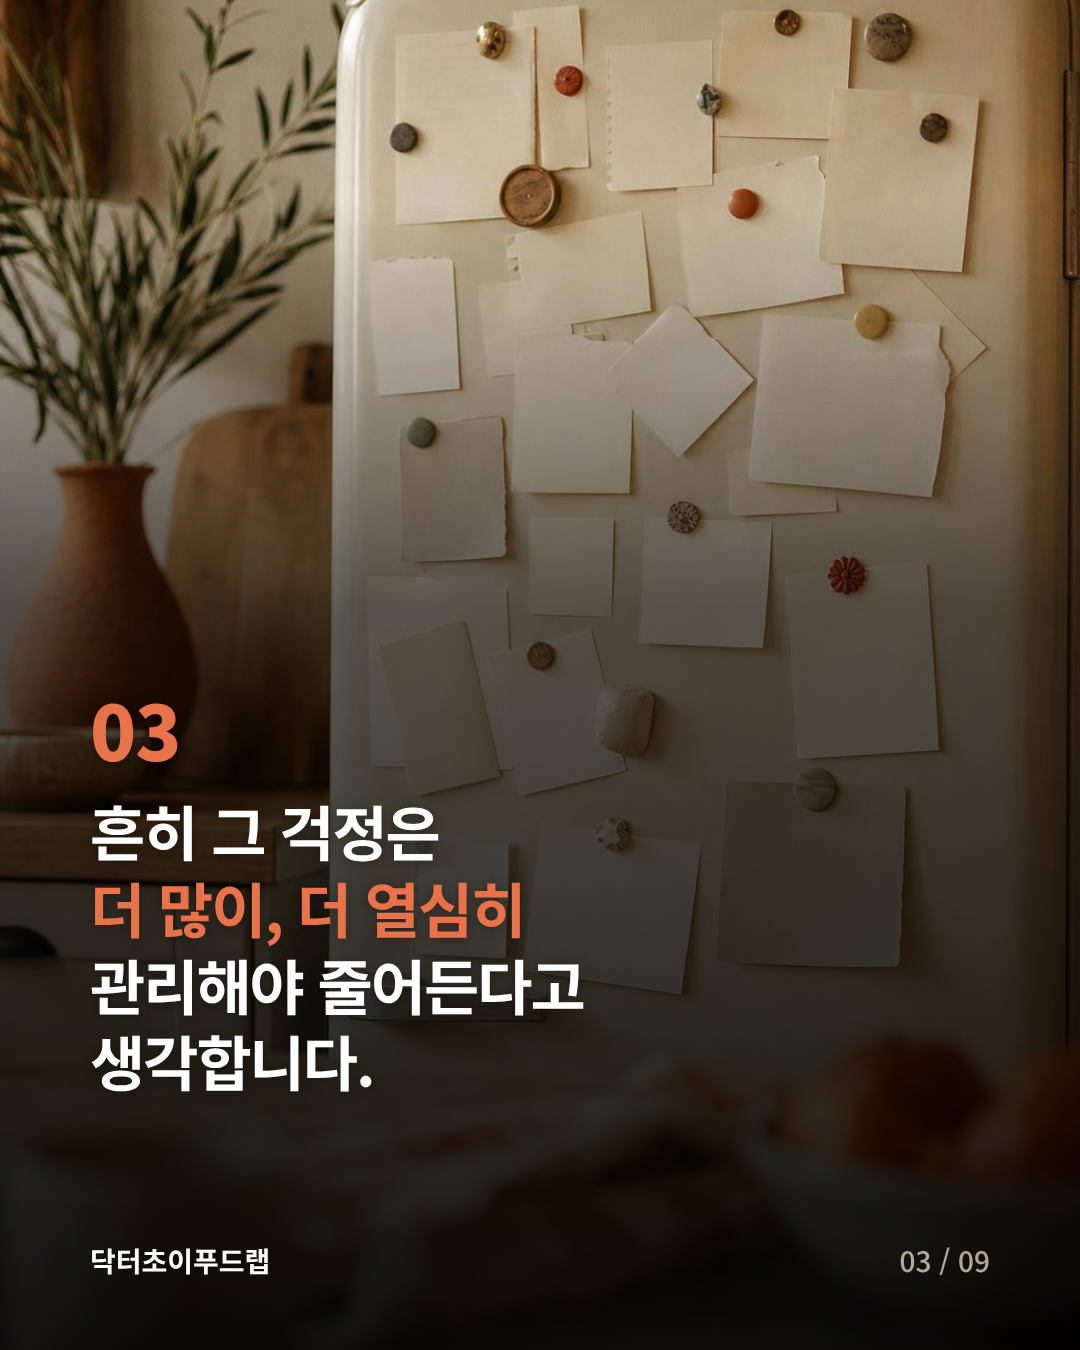 03
흔히 그 걱정은
더 많이, 더 열심히
관리해야 줄어든다고
생각합니다.
닥터초이푸드랩
03 / 09